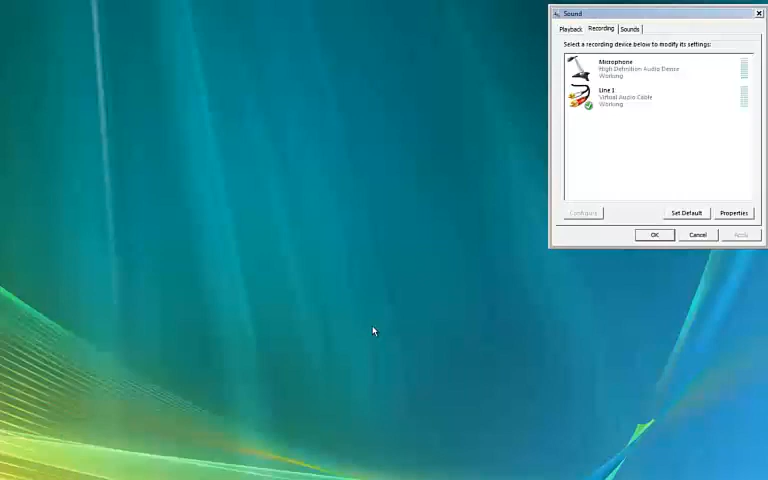 Sound
Playback Recording Sounds
Select a recording device below to modify its settings:
Microphone
High Definition Audio Device
Working
Line 1
Virtual Audio Cable
Working
Configure Set Default Properties
OK Cancel Apply